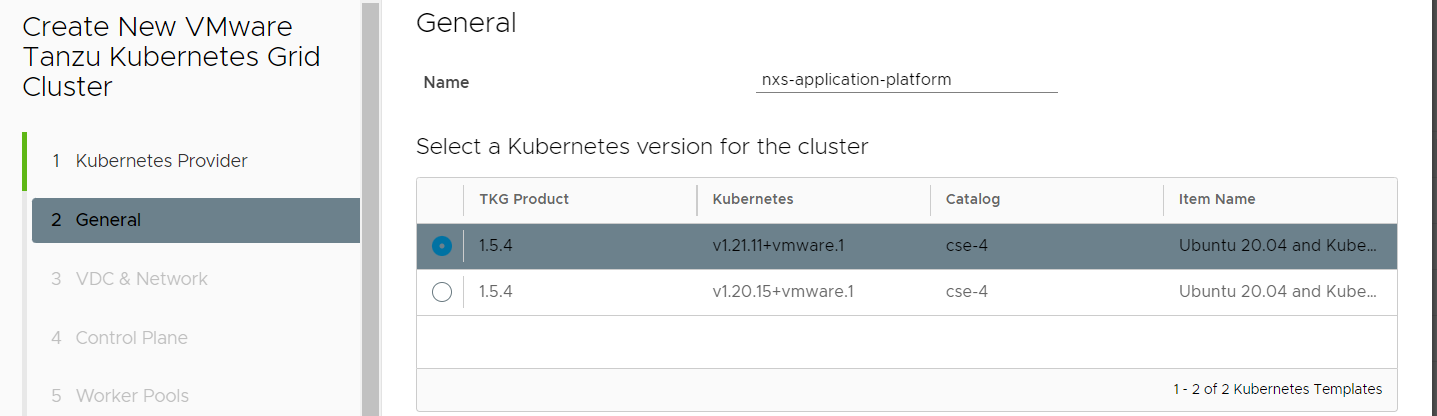 Create New VMware
Tanzu Kubernetes Grid
Cluster
1 Kubernetes Provider
2 General
3 VDC & Network
4 Control Plane
5 Worker Pools
General
Name nxs-application-platform
Select a Kubernetes version for the cluster
TKG Product Kubernetes Catalog Item Name
1.5.4 v1.21.11+vmware.1 cse-4 Ubuntu 20.04 and Kube...
1.5.4 v1.20.15+vmware.1 cse-4 Ubuntu 20.04 and Kube...
1 - 2 of 2 Kubernetes Templates